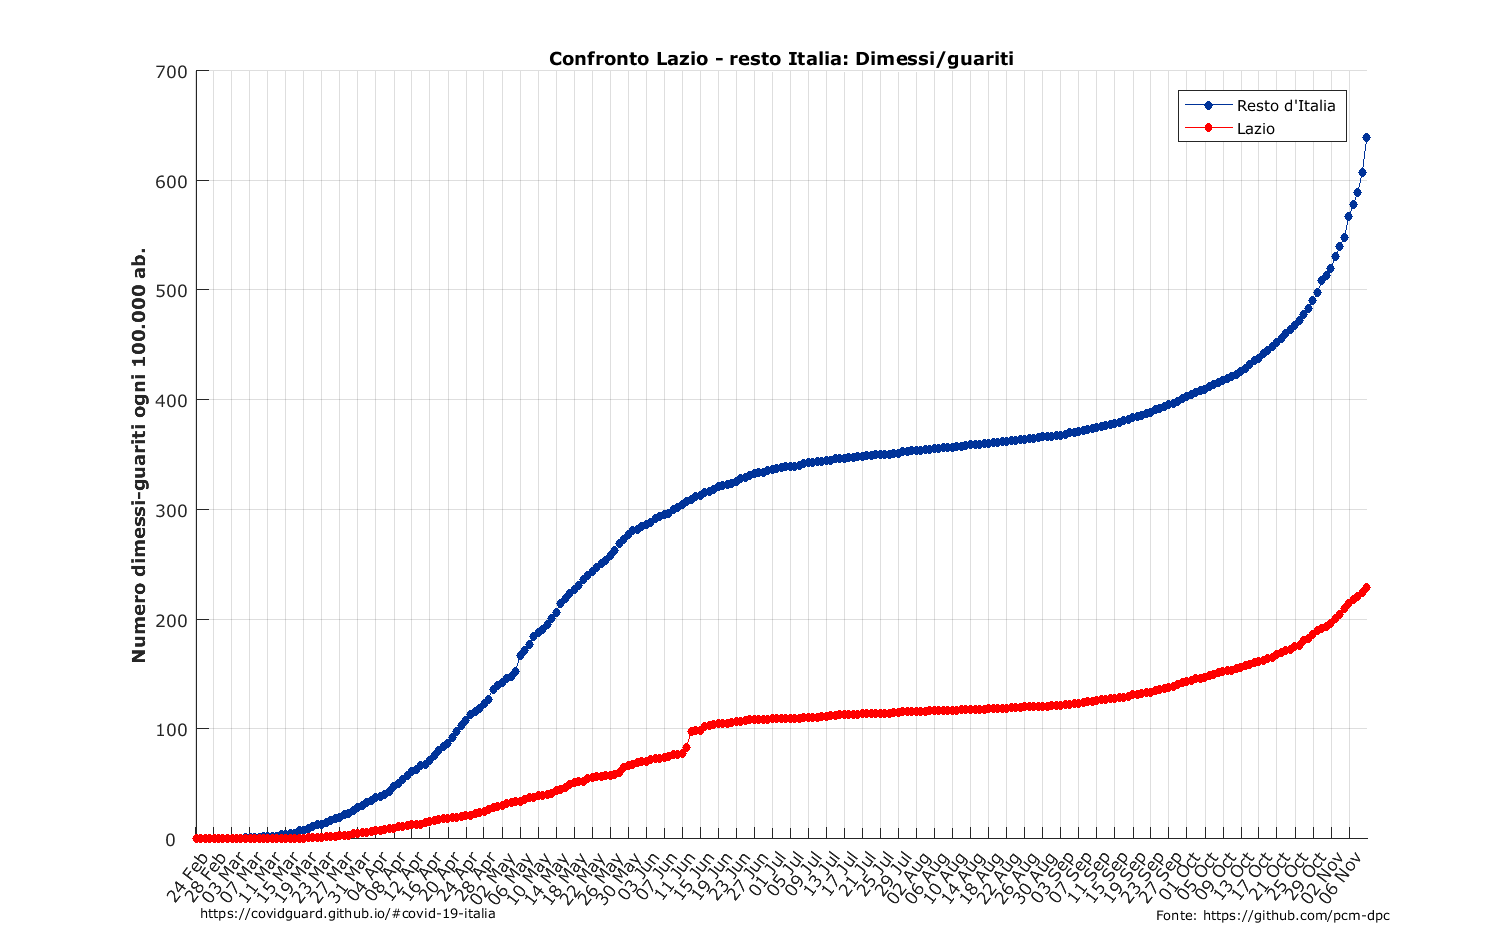 Confronto Lazio - resto Italia: Dimessi/guariti
Resto d'Italia
Lazio
Numero dimessi-guariti ogni 100.000 ab.
700
600
500
400
300
200
100
0
24 Feb
28 Feb
03 Mar
07 Mar
11 Mar
15 Mar
19 Mar
23 Mar
27 Mar
31 Mar
04 Apr
08 Apr
12 Apr
16 Apr
20 Apr
24 Apr
28 Apr
02 May
06 May
10 May
14 May
18 May
22 May
26 May
30 May
03 Jun
07 Jun
11 Jun
15 Jun
19 Jun
23 Jun
27 Jun
01 Jul
05 Jul
09 Jul
13 Jul
17 Jul
21 Jul
25 Jul
29 Jul
02 Aug
06 Aug
10 Aug
14 Aug
18 Aug
22 Aug
26 Aug
30 Aug
03 Sep
07 Sep
11 Sep
15 Sep
19 Sep
23 Sep
27 Sep
01 Oct
05 Oct
09 Oct
13 Oct
17 Oct
21 Oct
25 Oct
29 Oct
02 Nov
06 Nov
https://covidguard.github.io/#covid-19-italia
Fonte: https://github.com/pcm-dpc